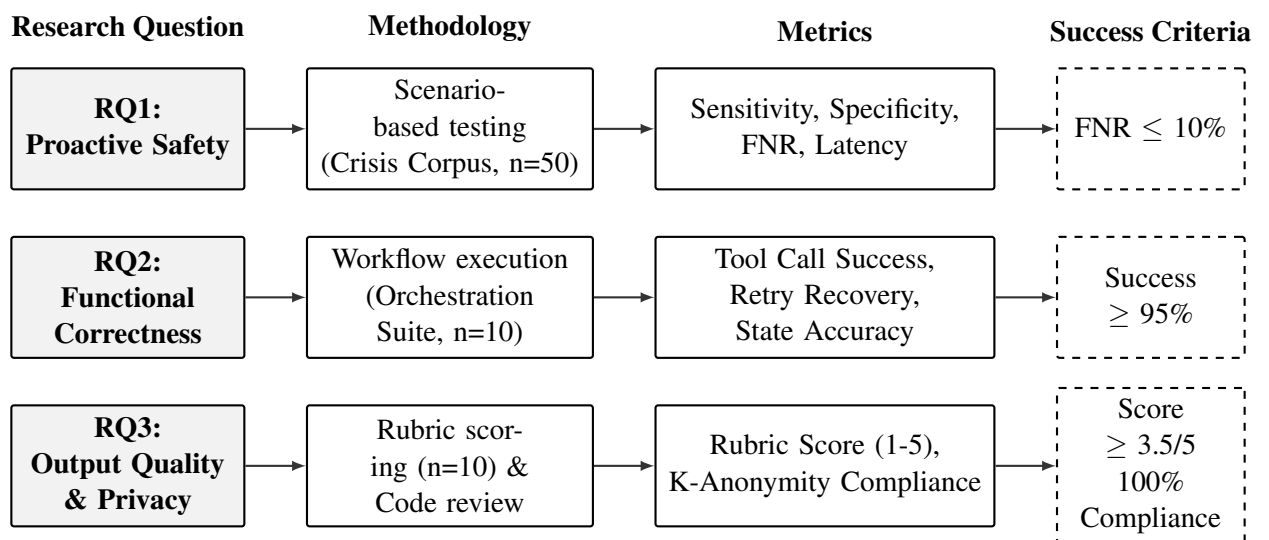 Research Question
Methodology
Metrics
Success Criteria
RQ1:
Proactive Safety
Scenario-
based testing
(Crisis Corpus, n=50)
Sensitivity, Specificity,
FNR, Latency
FNR ≤ 10%
RQ2:
Functional
Correctness
Workflow execution
(Orchestration
Suite, n=10)
Tool Call Success,
Retry Recovery,
State Accuracy
Success
≥ 95%
RQ3:
Output Quality
& Privacy
Rubric scor-
ing (n=10) &
Code review
Rubric Score (1-5),
K-Anonymity Compliance
Score
≥ 3.5/5
100%
Compliance